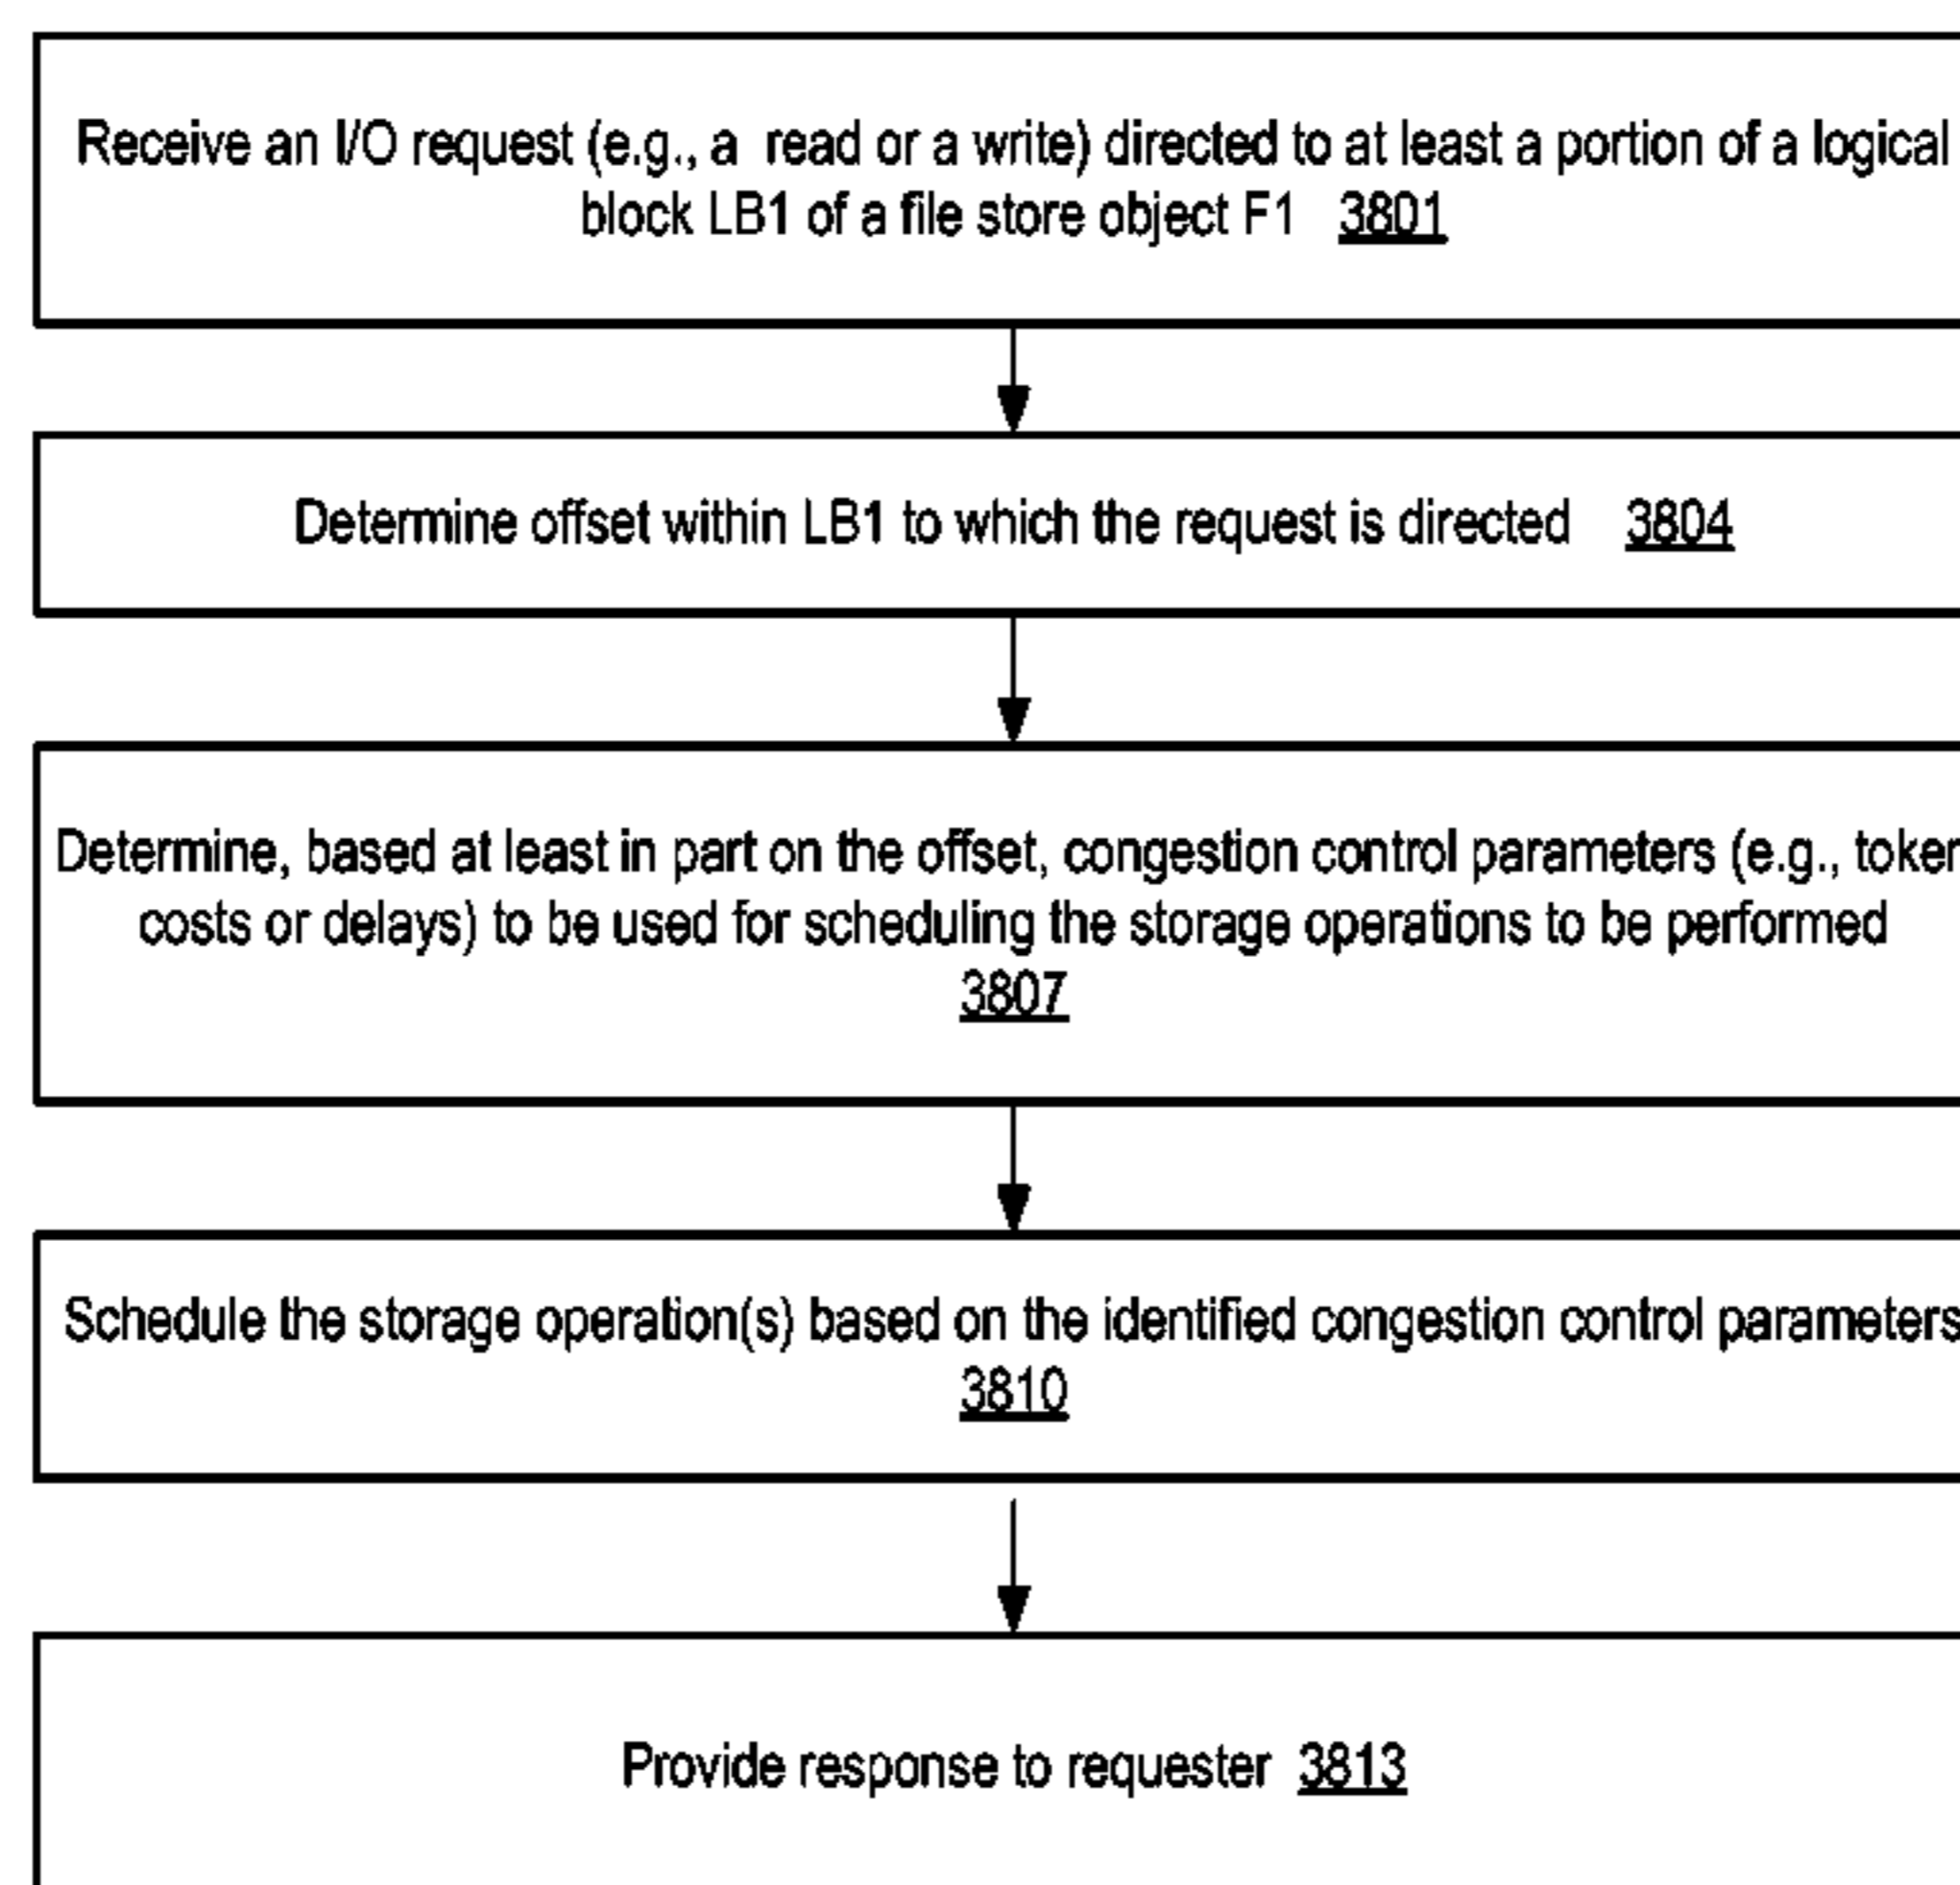 Receive an I/O request (e.g., a read or a write) directed to at least a portion of a logical
block LB1 of a file store object F1 3801
Determine offset within LB1 to which the request is directed 3804
Determine, based at least in part on the offset, congestion control parameters (e.g., token
costs or delays) to be used for scheduling the storage operations to be performed
3807
Schedule the storage operation(s) based on the identified congestion control parameters
3810
Provide response to requester 3813